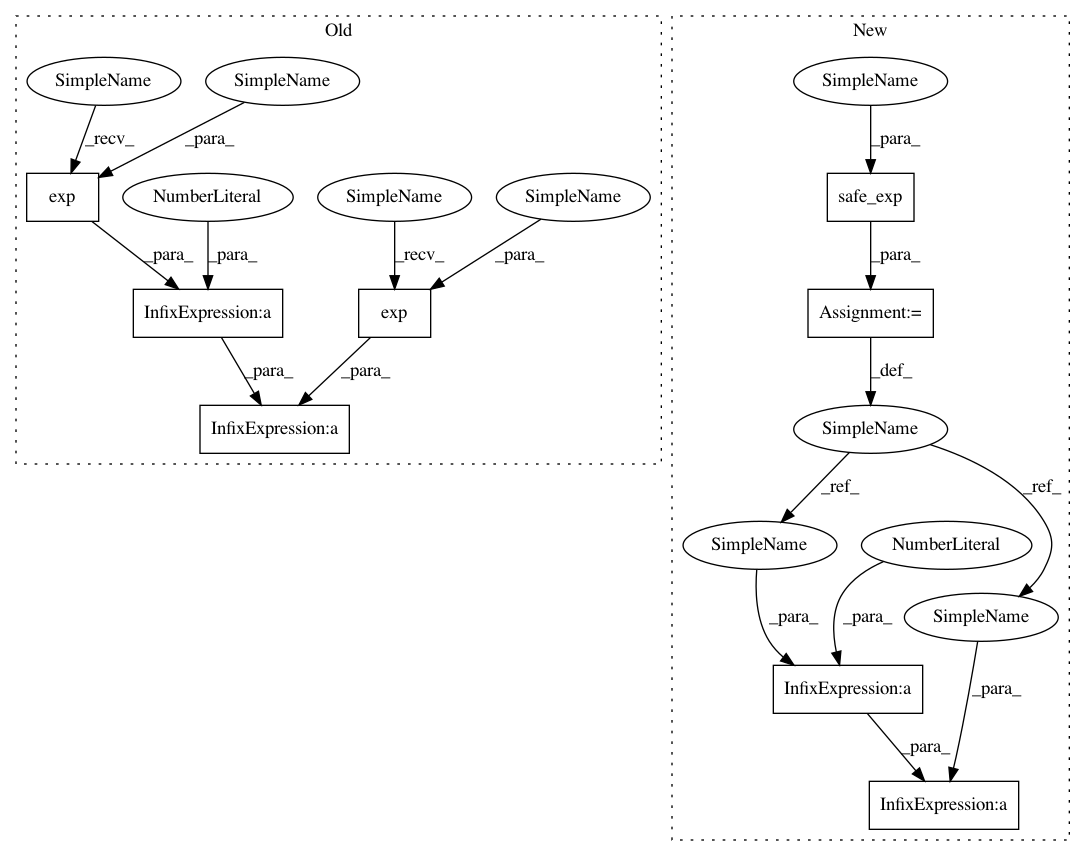 Old
New
SimpleName
SimpleName
SimpleName
_recv_
_para_
_para_
exp
NumberLiteral
SimpleName
SimpleName
safe_exp
_para_
_para_
_recv_
_para_
_para_
InfixExpression:a
exp
Assignment:=
_para_
_para_
_def_
InfixExpression:a
SimpleName
_ref_
_ref_
SimpleName
NumberLiteral
SimpleName
_para_
_para_
InfixExpression:a
_para_
_para_
InfixExpression:a